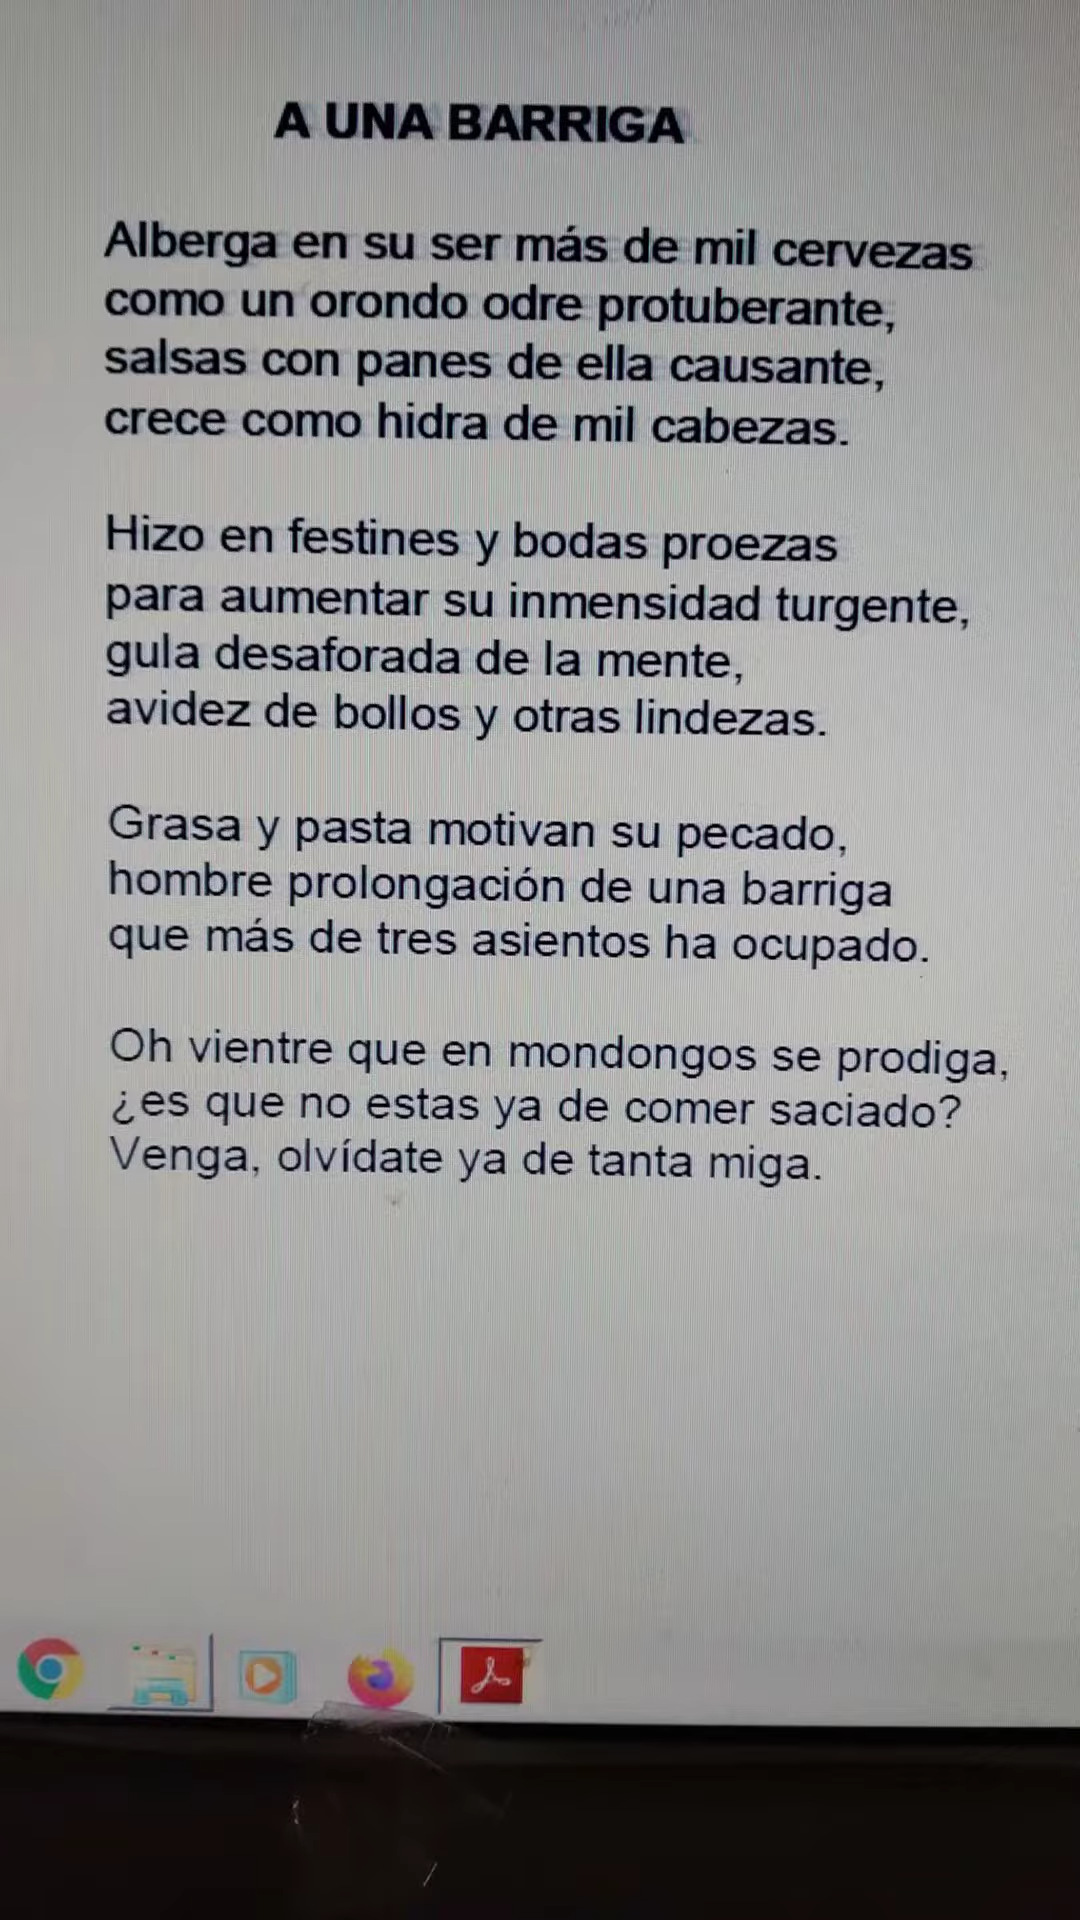 A UNA BARRIGA
Alberga en su ser más de mil cervezas
como un orondo odre protuberante,
salsas con panes de ella causante,
crece como hidra de mil cabezas.
Hizo en festines y bodas proezas
para aumentar su inmensidad turgente,
gula desaforada de la mente,
avidez de bollos y otras lindezas.
Grasa y pasta motivan su pecado,
hombre prolongación de una barriga
que más de tres asientos ha ocupado.
Oh vientre que en mondongos se prodiga,
¿es que no estas ya de comer saciado?
Venga, olvídate ya de tanta miga.